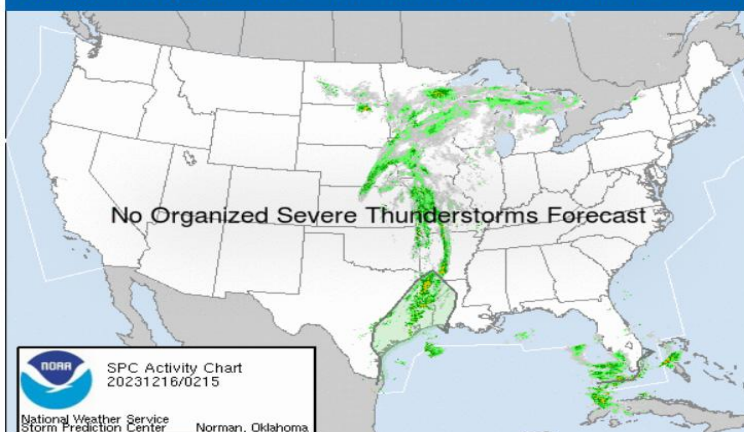 No Organized Severe Thunderstorms Forecast
NOAA
SPC Activity Chart
20231216/0215
National Weather Service
Storm Prediction Center Norman, Oklahoma